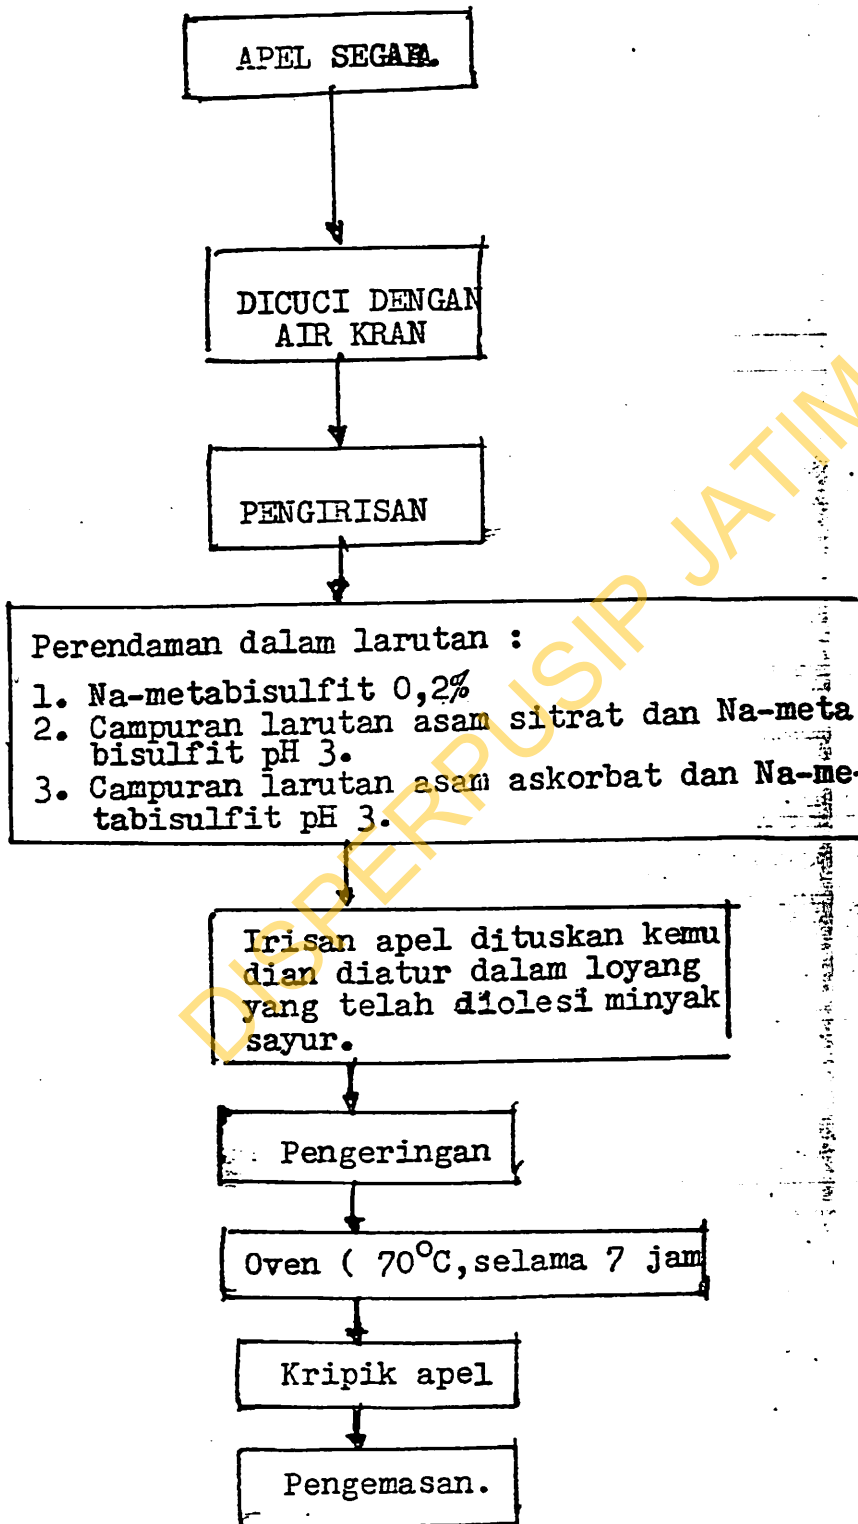 APEL SEGAR.
DICUCI DENGAN
AIR KRAN
PENGIRISAN
Perendaman dalam larutan :
1. Na-metabisulfit 0,2%
2. Campuran larutan asam sitrat dan Na-meta
bisulfit pH 3.
3. Campuran larutan asam askorbat dan Na-me-
tabisulfit pH 3.
Irisan apel dituskan kemu
dian diatur dalam loyang
yang telah diolesi minyak
sayur.
Pengeringan
Oven ( 70°C,selama 7 jam
Kripik apel
Pengemasan.
DISPERPUSIP JATIM